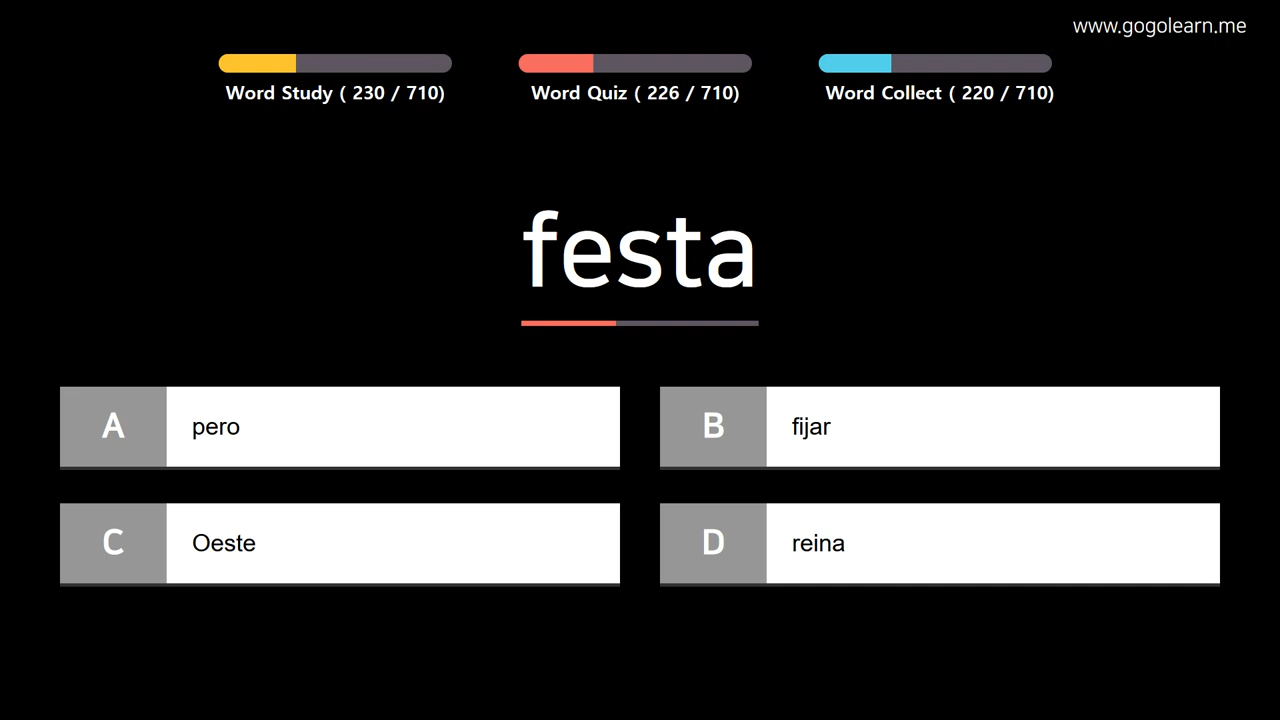 www.gogolearn.me
Word Study ( 230 / 710)
Word Quiz ( 226 / 710)
Word Collect ( 220 / 710)
festa
A pero
B fijar
C Oeste
D reina